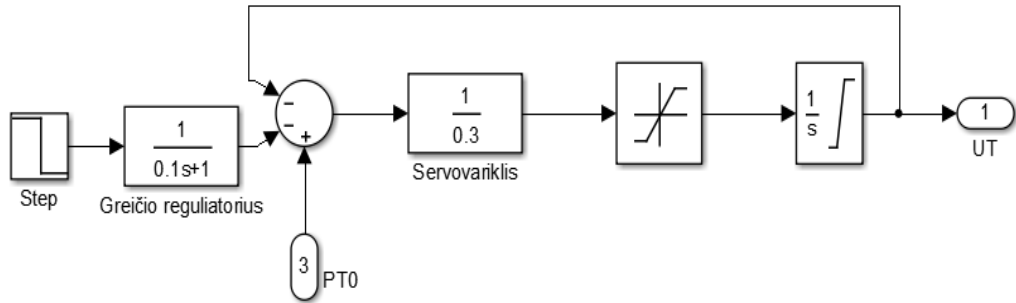 Step
1
0.1s+1
Greičio reguliatorius
−
−
+
3
PT0
1
0.3
Servovariklis
1
s
1
UT